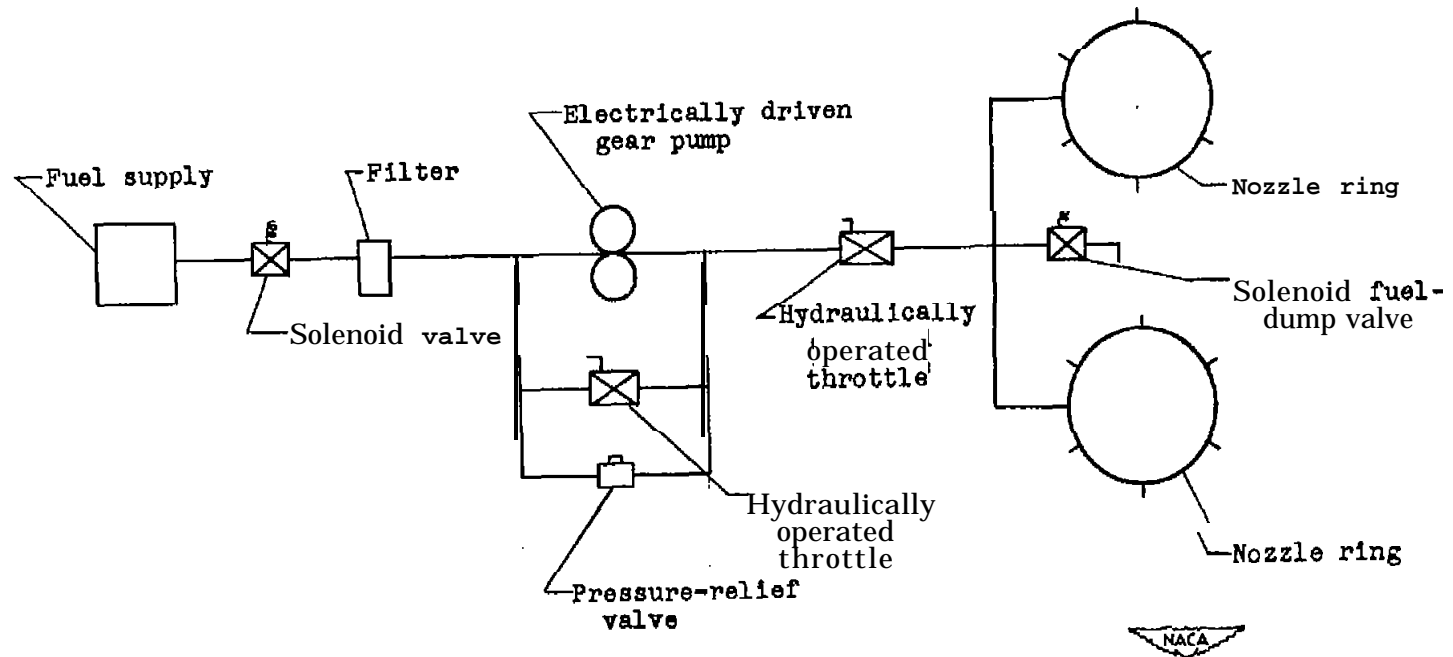 Electrically driven
gear pump
Fuel supply
Filter
Nozzle ring
Solenoid valve
Hydraulically
operated
throttle
Solenoid fuel-
dump valve
Hydraulically
operated
throttle
Nozzle ring
Pressure-relief
valve
NACA